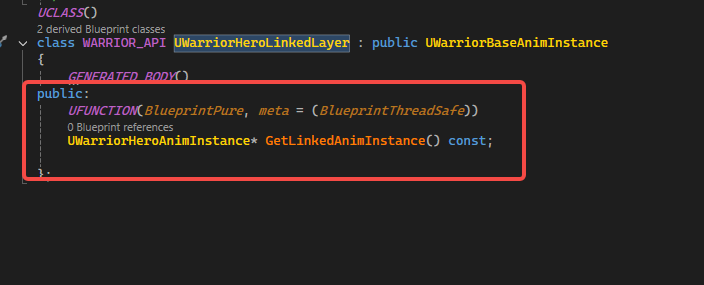 UCLASS()
2 derived Blueprint classes
class WARRIOR_API UWarriorHeroLinkedLayer : public UWarriorBaseAnimInstance
{
GENERATED_BODY()
public:
UFUNCTION(BlueprintPure, meta = (BlueprintThreadSafe))
0 Blueprint references
UWarriorHeroAnimInstance* GetLinkedAnimInstance() const;
};